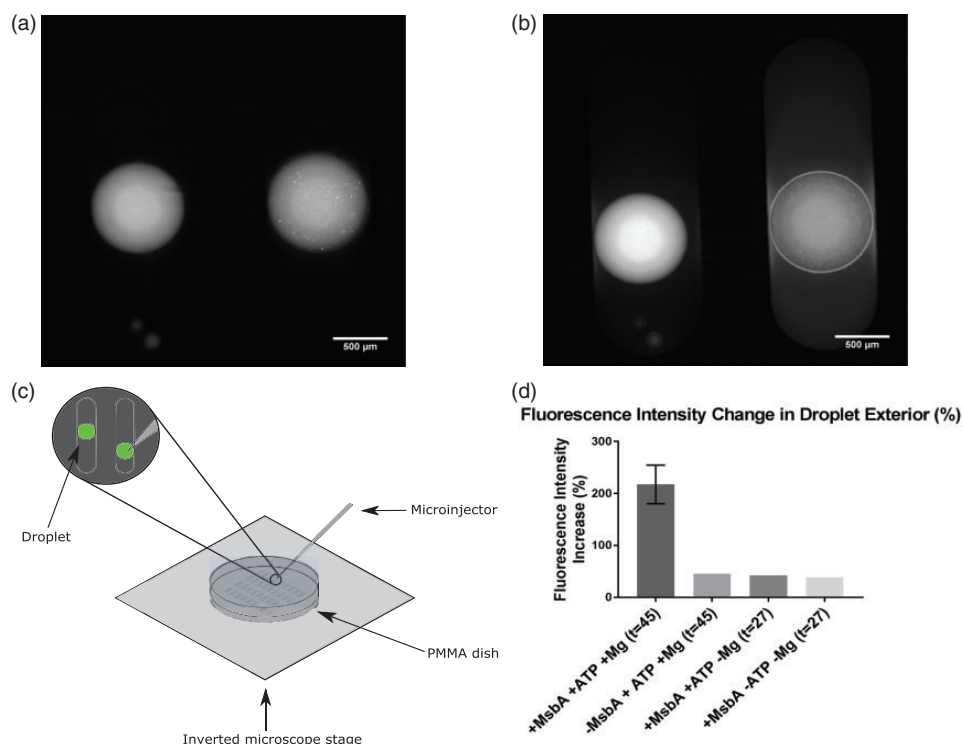 (a)
500 µm
(b)
500 µm
(c)
Droplet
Microinjector
PMMA dish
Inverted microscope stage
(d)
Fluorescence Intensity Change in Droplet Exterior (%)
Fluorescence Intensity
Increase (%)
300
200
100
0
+MsbA +ATP +Mg (t=45)
-MsbA + ATP +Mg (t=45)
+MsbA +ATP -Mg (t=27)
+MsbA -ATP -Mg (t=27)